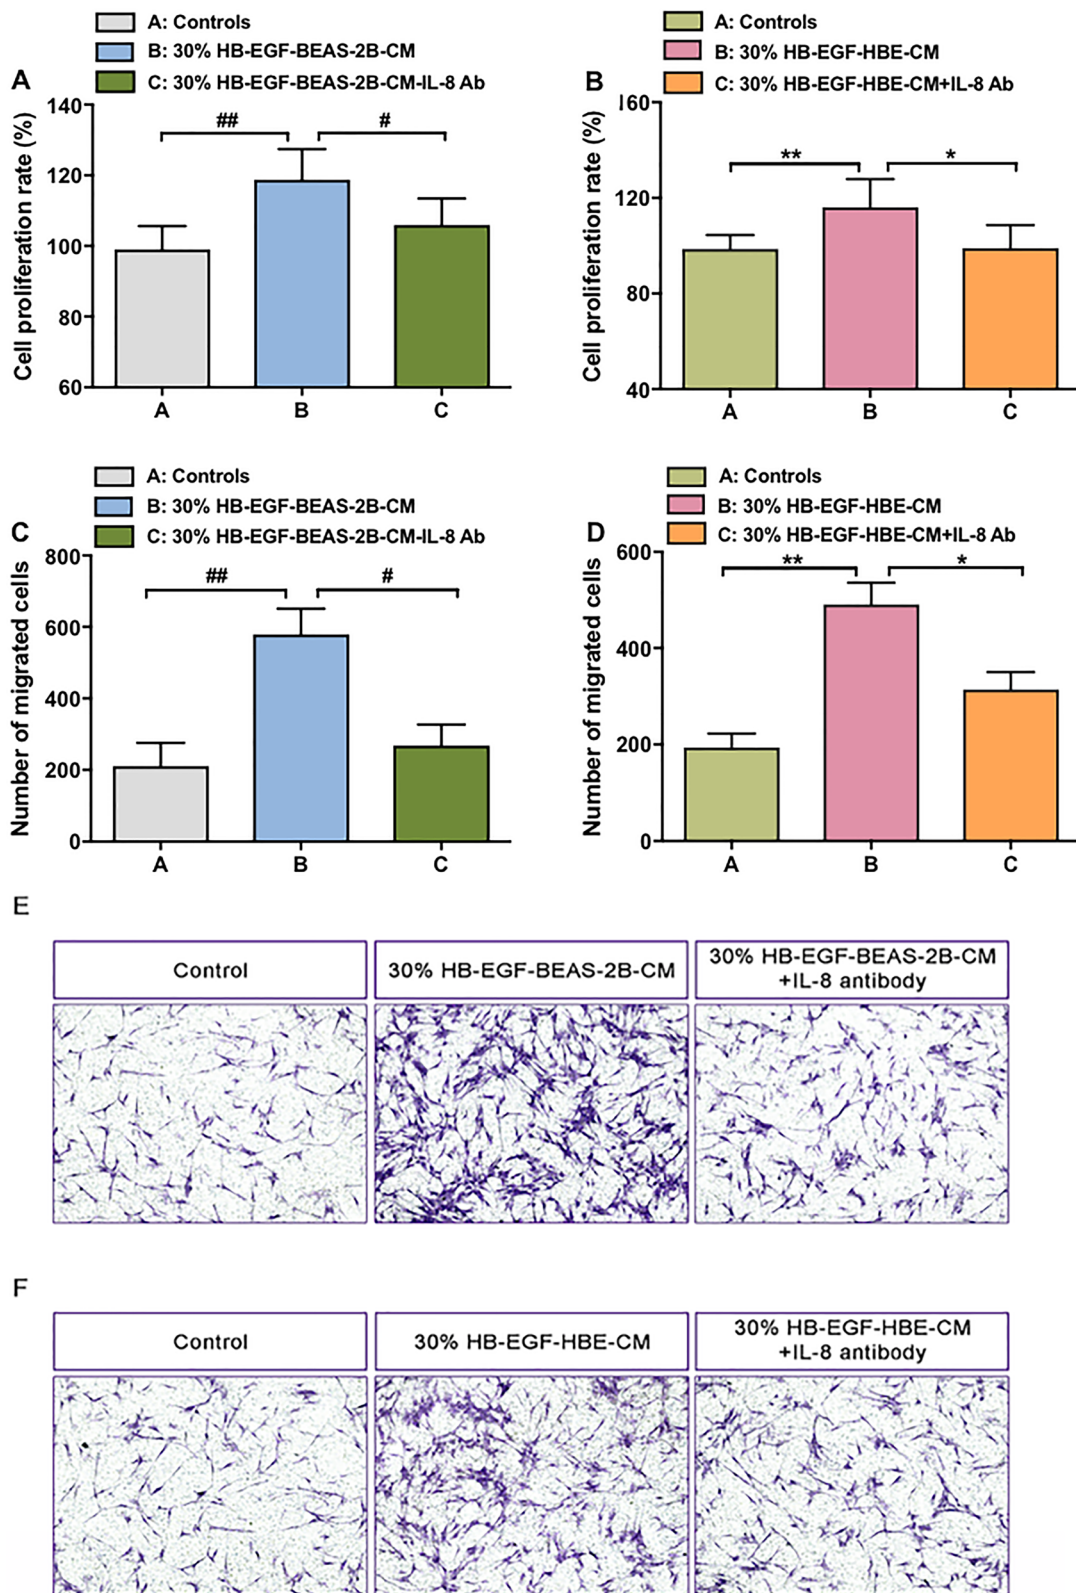 A: Controls
B: 30% HB-EGF-BEAS-2B-CM
C: 30% HB-EGF-BEAS-2B-CM-IL-8 Ab
A
140
120
100
80
60
Cell proliferation rate (%)
##
#
A
B
C
A: Controls
B: 30% HB-EGF-HBE-CM
C: 30% HB-EGF-HBE-CM+IL-8 Ab
B
160
120
80
40
Cell proliferation rate (%)
**
*
A
B
C
A: Controls
B: 30% HB-EGF-BEAS-2B-CM
C: 30% HB-EGF-BEAS-2B-CM-IL-8 Ab
C
800
600
400
200
0
Number of migrated cells
##
#
A
B
C
A: Controls
B: 30% HB-EGF-HBE-CM
C: 30% HB-EGF-HBE-CM+IL-8 Ab
D
600
400
200
0
Number of migrated cells
**
*
A
B
C
E
Control
30% HB-EGF-BEAS-2B-CM
30% HB-EGF-BEAS-2B-CM
+IL-8 antibody
F
Control
30% HB-EGF-HBE-CM
30% HB-EGF-HBE-CM
+IL-8 antibody